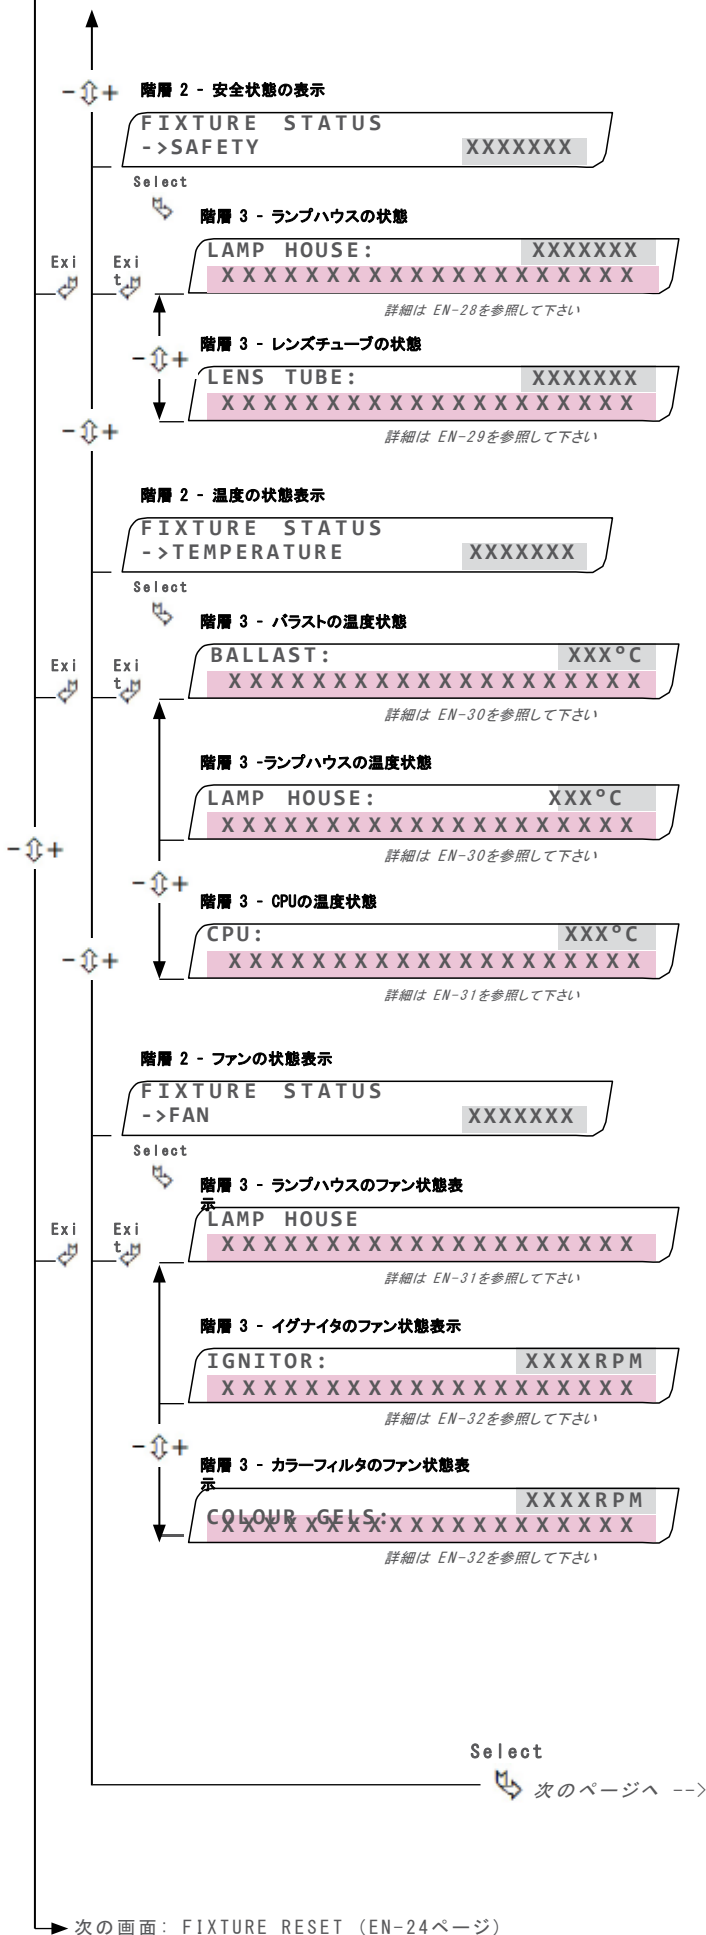 階層 2 - 安全状態の表示
FIXTURE STATUS
->SAFETY XXXXXXX
Select
階層 3 - ランプハウスの状態
Exi
Exit
LAMP HOUSE: XXXXXXX
XXXXXXXXXXXXXXXXXXXX
詳細は EN-28を参照して下さい
階層 3 - レンズチューブの状態
-⇕+
LENS TUBE: XXXXXXX
XXXXXXXXXXXXXXXXXXXX
詳細は EN-29を参照して下さい
階層 2 - 温度の状態表示
FIXTURE STATUS
->TEMPERATURE XXXXXXX
Select
階層 3 - バラストの温度状態
Exi
Exit
BALLAST: XXX°C
XXXXXXXXXXXXXXXXXXXX
詳細は EN-30を参照して下さい
階層 3 -ランプハウスの温度状態
LAMP HOUSE: XXX°C
XXXXXXXXXXXXXXXXXXXX
詳細は EN-30を参照して下さい
階層 3 - CPUの温度状態
CPU: XXX°C
XXXXXXXXXXXXXXXXXXXX
詳細は EN-31を参照して下さい
階層 2 - ファンの状態表示
FIXTURE STATUS
->FAN XXXXXXX
Select
階層 3 - ランプハウスのファン状態表
示
Exi
Exit
LAMP HOUSE
XXXXXXXXXXXXXXXXXXXX
詳細は EN-31を参照して下さい
階層 3 - イグナイタのファン状態表示
IGNITOR: XXXXRPM
XXXXXXXXXXXXXXXXXXXX
詳細は EN-32を参照して下さい
階層 3 - カラーフィルタのファン状態表
示
COLOUR GELS: XXXXRPM
XXXXXXXXXXXXXXXXXXXX
詳細は EN-32を参照して下さい
Select
次のページへ -->
次の画面: FIXTURE RESET (EN-24ページ)